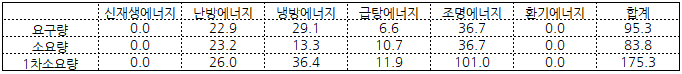 신재생에너지 난방에너지 냉방에너지 급탕에너지 조명에너지 환기에너지 합계
요구량 0.0 22.9 29.1 6.6 36.7 0.0 95.3
소요량 0.0 23.2 13.3 10.7 36.7 0.0 83.8
1차소요량 0.0 26.0 36.4 11.9 101.0 0.0 175.3